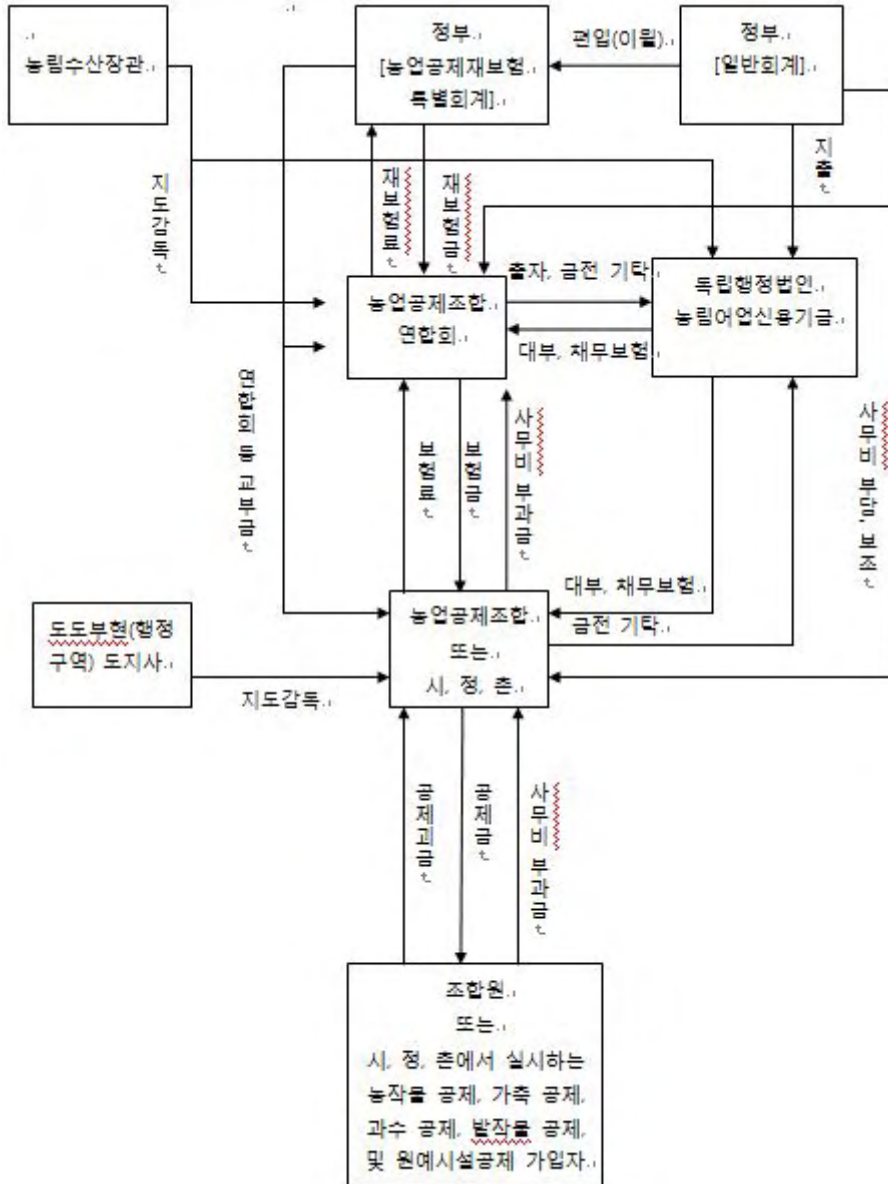 농림수산장관
정부
[농업공제재보험
특별회계]
편입(이월)
정부
[일반회계]
지도감독
재보험료
재보험금
지출
농업공제조합
연합회
출자, 금전 기탁
대부, 채무보험
독립행정법인
농림어업신용기금
연합회 등 교부금
보험료
보험금
사무비 부과금
사무비 부담, 보조
대부, 채무보험
금전 기탁
도도부현(행정
구역) 도지사
지도감독
농업공제조합
또는
시, 정, 촌
공제괴금
공제금
사무비 부과금
조합원
또는
시, 정, 촌에서 실시하는
농작물 공제, 가축 공제,
과수 공제, 밭작물 공제,
및 원예시설공제 가입자